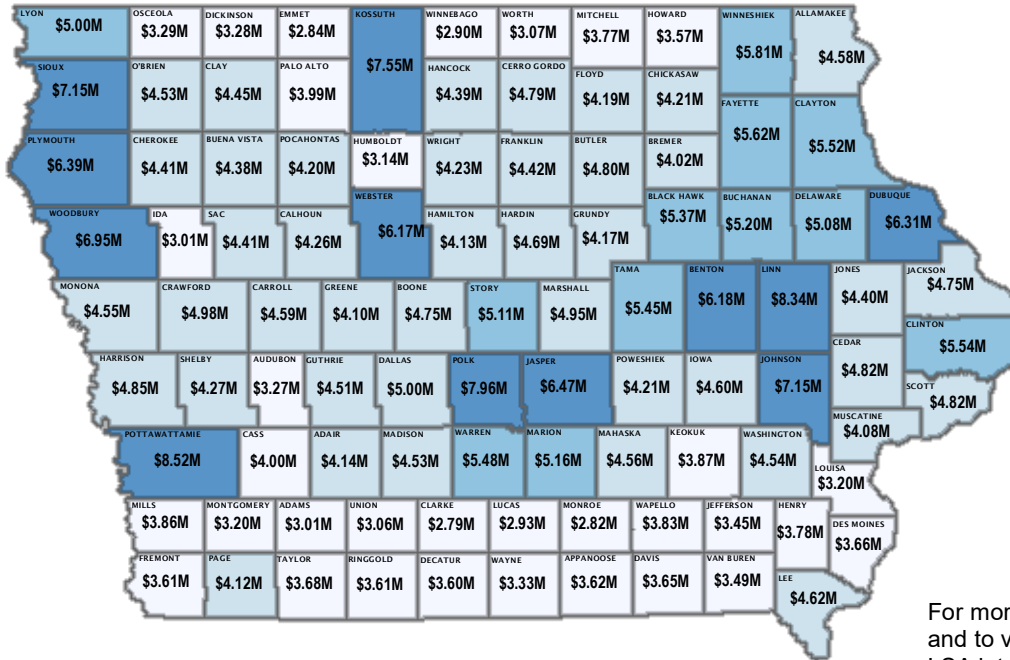 LYON
$5.00M
OSCEOLA
$3.29M
DICKINSON
$3.28M
EMMET
$2.84M
KOSSUTH
$7.55M
WINNEBAGO
$2.90M
WORTH
$3.07M
MITCHELL
$3.77M
HOWARD
$3.57M
WINNESHIEK
$5.81M
ALLAMAKEE
$4.58M
SIOUX
$7.15M
O'BRIEN
$4.53M
CLAY
$4.45M
PALO ALTO
$3.99M
HANCOCK
$4.39M
CERRO GORDO
$4.79M
FLOYD
$4.19M
CHICKASAW
$4.21M
FAYETTE
$5.62M
CLAYTON
$5.52M
PLYMOUTH
$6.39M
CHEROKEE
$4.41M
BUENA VISTA
$4.38M
POCAHONTAS
$4.20M
HUMBOLDT
$3.14M
WRIGHT
$4.23M
FRANKLIN
$4.42M
BUTLER
$4.80M
BREMER
$4.02M
WOODBURY
$6.95M
IDA
$3.01M
SAC
$4.41M
CALHOUN
$4.26M
WEBSTER
$6.17M
HAMILTON
$4.13M
HARDIN
$4.69M
GRUNDY
$4.17M
BLACK HAWK
$5.37M
BUCHANAN
$5.20M
DELAWARE
$5.08M
DUBUQUE
$6.31M
MONONA
$4.55M
CRAWFORD
$4.98M
CARROLL
$4.59M
GREENE
$4.10M
BOONE
$4.75M
STORY
$5.11M
MARSHALL
$4.95M
TAMA
$5.45M
BENTON
$6.18M
LINN
$8.34M
JONES
$4.40M
JACKSON
$4.75M
CLINTON
$5.54M
HARRISON
$4.85M
SHELBY
$4.27M
AUDUBON
$3.27M
GUTHRIE
$4.51M
DALLAS
$5.00M
POLK
$7.96M
JASPER
$6.47M
POWESHIEK
$4.21M
IOWA
$4.60M
JOHNSON
$7.15M
CEDAR
$4.82M
SCOTT
$4.82M
MUSCATINE
$4.08M
POTTAWATTAMIE
$8.52M
CASS
$4.00M
ADAIR
$4.14M
MADISON
$4.53M
WARREN
$5.48M
MARION
$5.16M
MAHASKA
$4.56M
KEOKUK
$3.87M
WASHINGTON
$4.54M
LOUISA
$3.20M
MILLS
$3.86M
MONTGOMERY
$3.20M
ADAMS
$3.01M
UNION
$3.06M
CLARKE
$2.79M
LUCAS
$2.93M
MONROE
$2.82M
WAPELLO
$3.83M
JEFFERSON
$3.45M
HENRY
$3.78M
DES MOINES
$3.66M
FREMONT
$3.61M
PAGE
$4.12M
TAYLOR
$3.68M
RINGGOLD
$3.61M
DECATUR
$3.60M
WAYNE
$3.33M
APPANOOSE
$3.62M
DAVIS
$3.65M
VAN BUREN
$3.49M
LEE
$4.62M
For mor
and to v